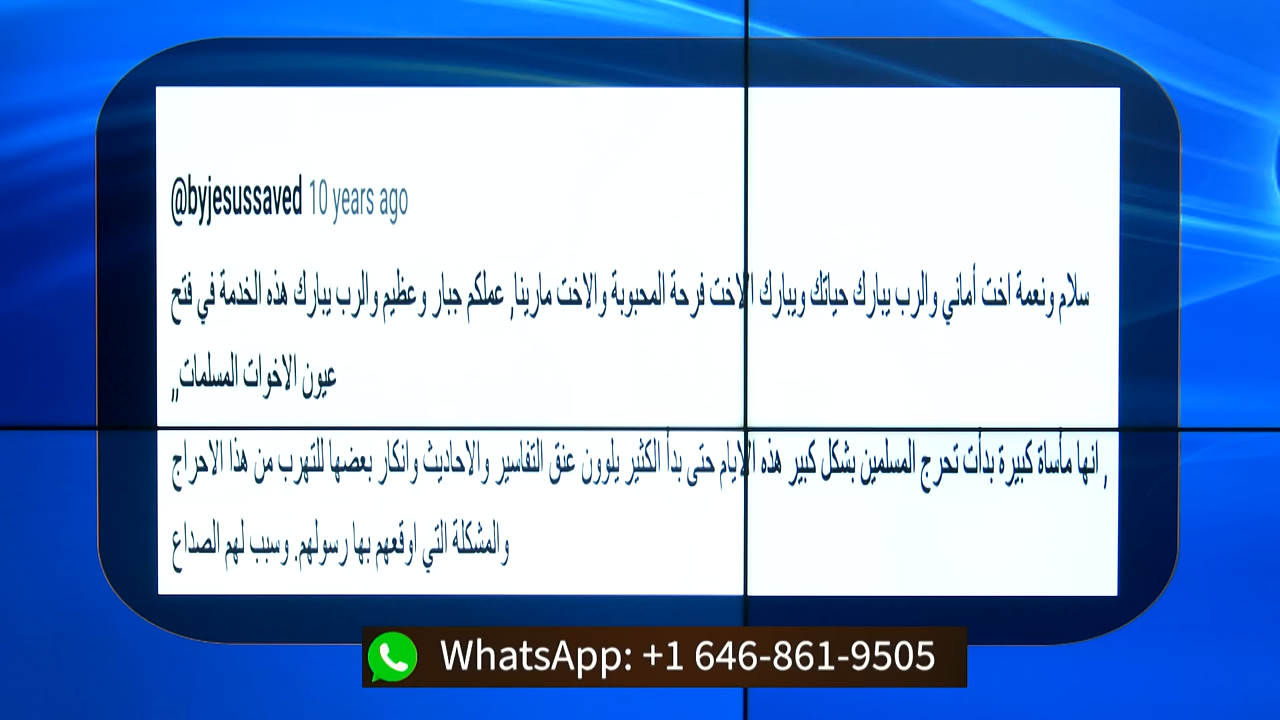 @byjesussaved 10 years ago
سلام ونعمة اخت أماني والرب يبارك حياتك ويبارك الاخت فرحة المحبوبة والاخت مارينا, عملكم جبار وعظيم والرب يبارك هذه الخدمة في فتح
عيون الاخوات المسلمات,,
, انها مأساة كبيرة بدأت تحرج المسلمين بشكل كبير هذه الايام حتى بدأ الكثير يلوون عنق التفاسير والاحاديث وانكار بعضها للتهرب من هذا الاحراج
والمشكلة التي اوقعهم بها رسولهم. وسبب لهم الصداع
WhatsApp: +1 646-861-9505